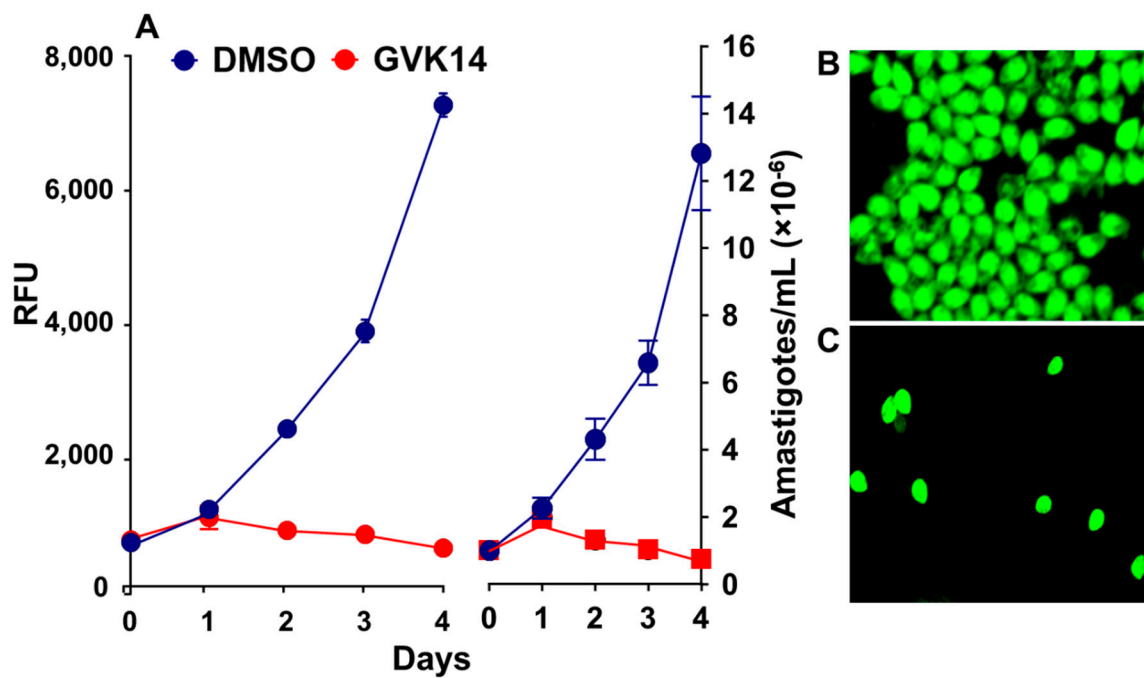 A
DMSO GVK14
8,000
6,000
4,000
2,000
0
RFU
0 1 2 3 4
16
14
12
10
8
6
4
2
0
Amastigotes/mL (×10⁻⁶)
0 1 2 3 4
Days
B
C